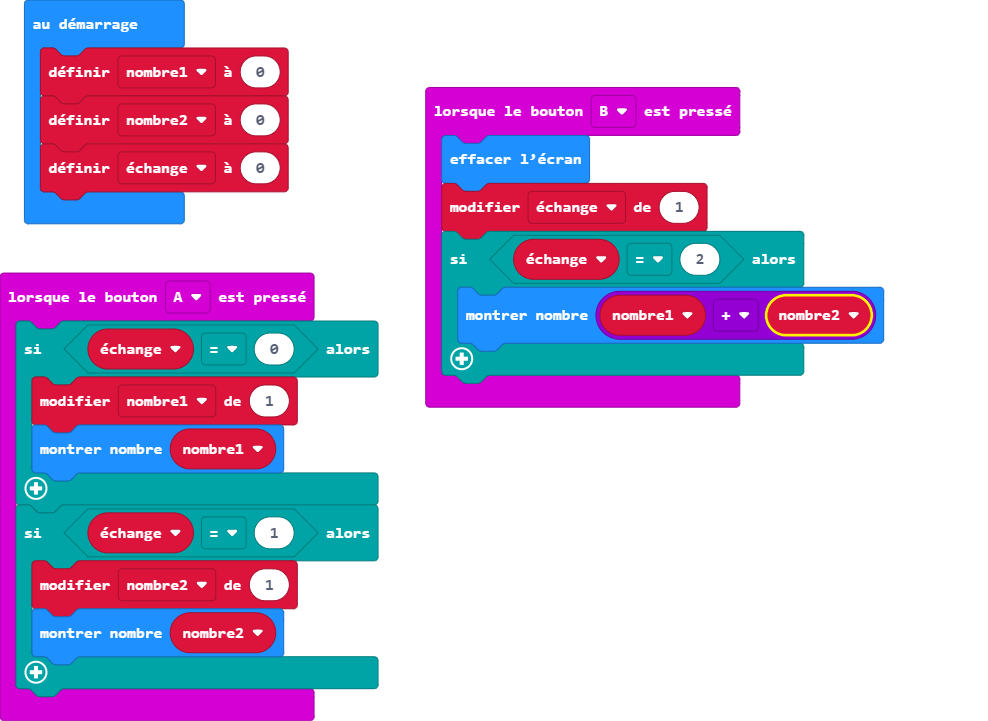 au démarrage
définir nombre1 à 0
définir nombre2 à 0
définir échange à 0
lorsque le bouton A est pressé
si échange = 0 alors
modifier nombre1 de 1
montrer nombre nombre1
si échange = 1 alors
modifier nombre2 de 1
montrer nombre nombre2
lorsque le bouton B est pressé
effacer l’écran
modifier échange de 1
si échange = 2 alors
montrer nombre nombre1 + nombre2